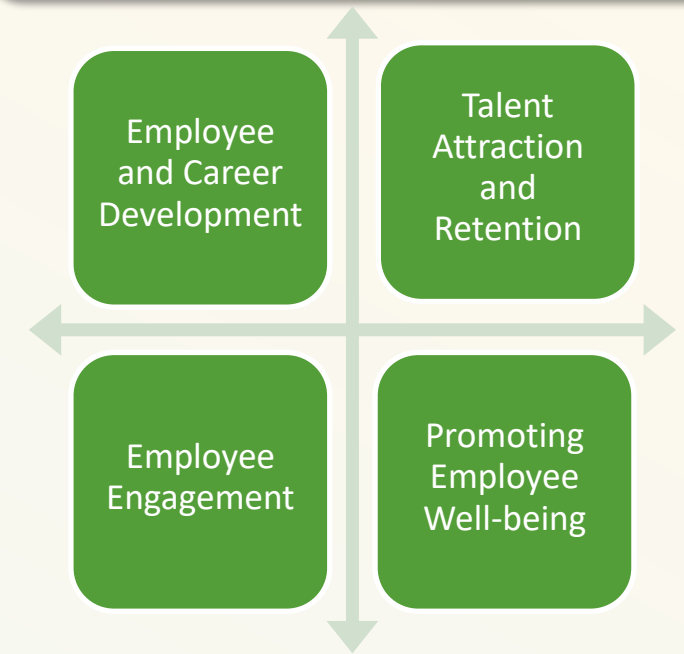 Employee
and Career
Development
Talent
Attraction
and
Retention
Employee
Engagement
Promoting
Employee
Well-being